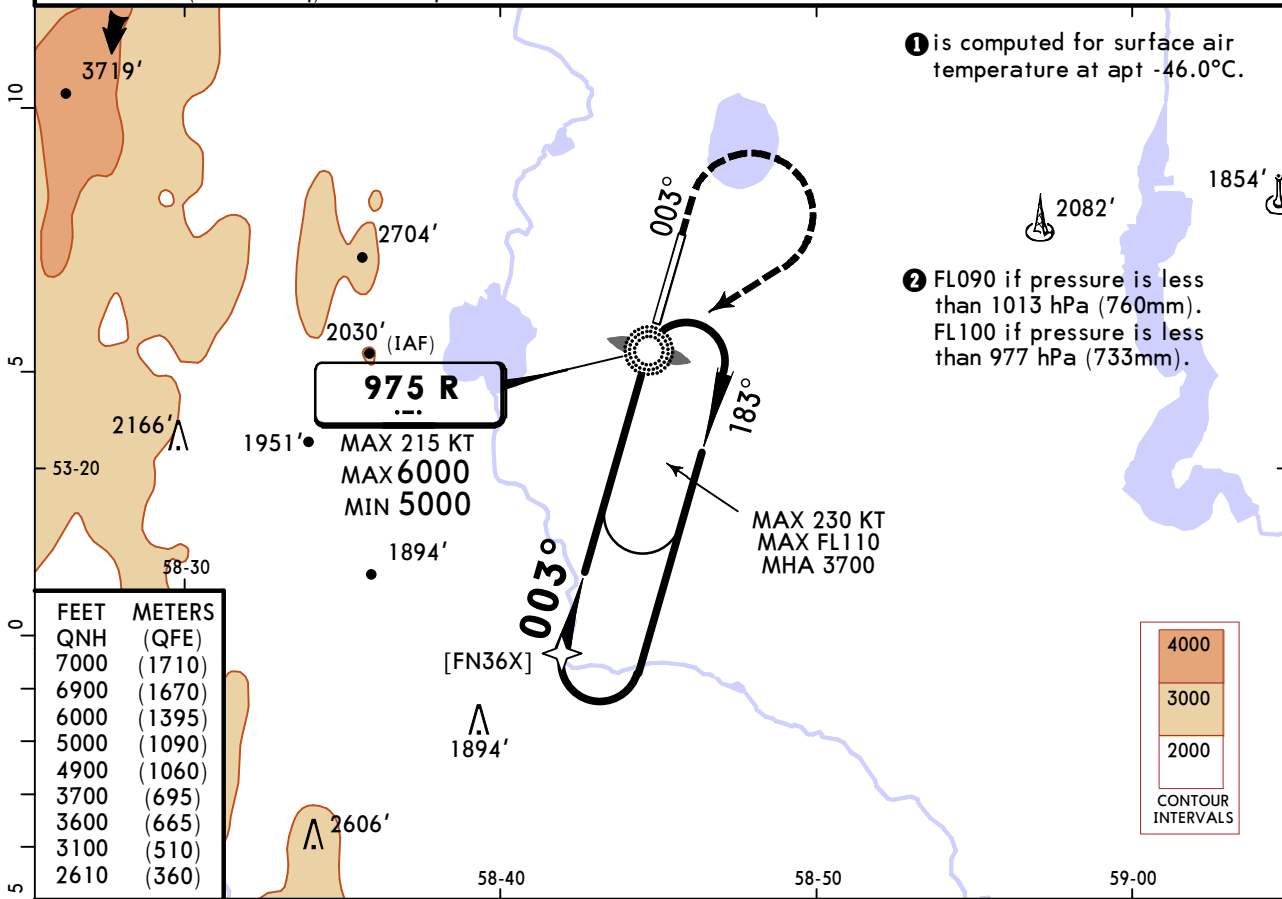 ❶ is computed for surface air
temperature at apt -46.0°C.
3719'
10
1854'
003°
2082'
2704'
❷ FL090 if pressure is less
than 1013 hPa (760mm).
FL100 if pressure is less
than 977 hPa (733mm).
2030' (IAF)
5
975 R
183°
2166'
1951'
MAX 215 KT
MAX 6000
MIN 5000
53-20
MAX 230 KT
MAX FL110
MHA 3700
1894'
58-30
003°
0
FEET METERS
QNH (QFE)
7000 (1710)
6900 (1670)
6000 (1395)
5000 (1090)
4900 (1060)
3700 (695)
3600 (665)
3100 (510)
2610 (360)
[FN36X]
1894'
4000
3000
2000
CONTOUR
INTERVALS
2606'
5
58-40
58-50
59-00